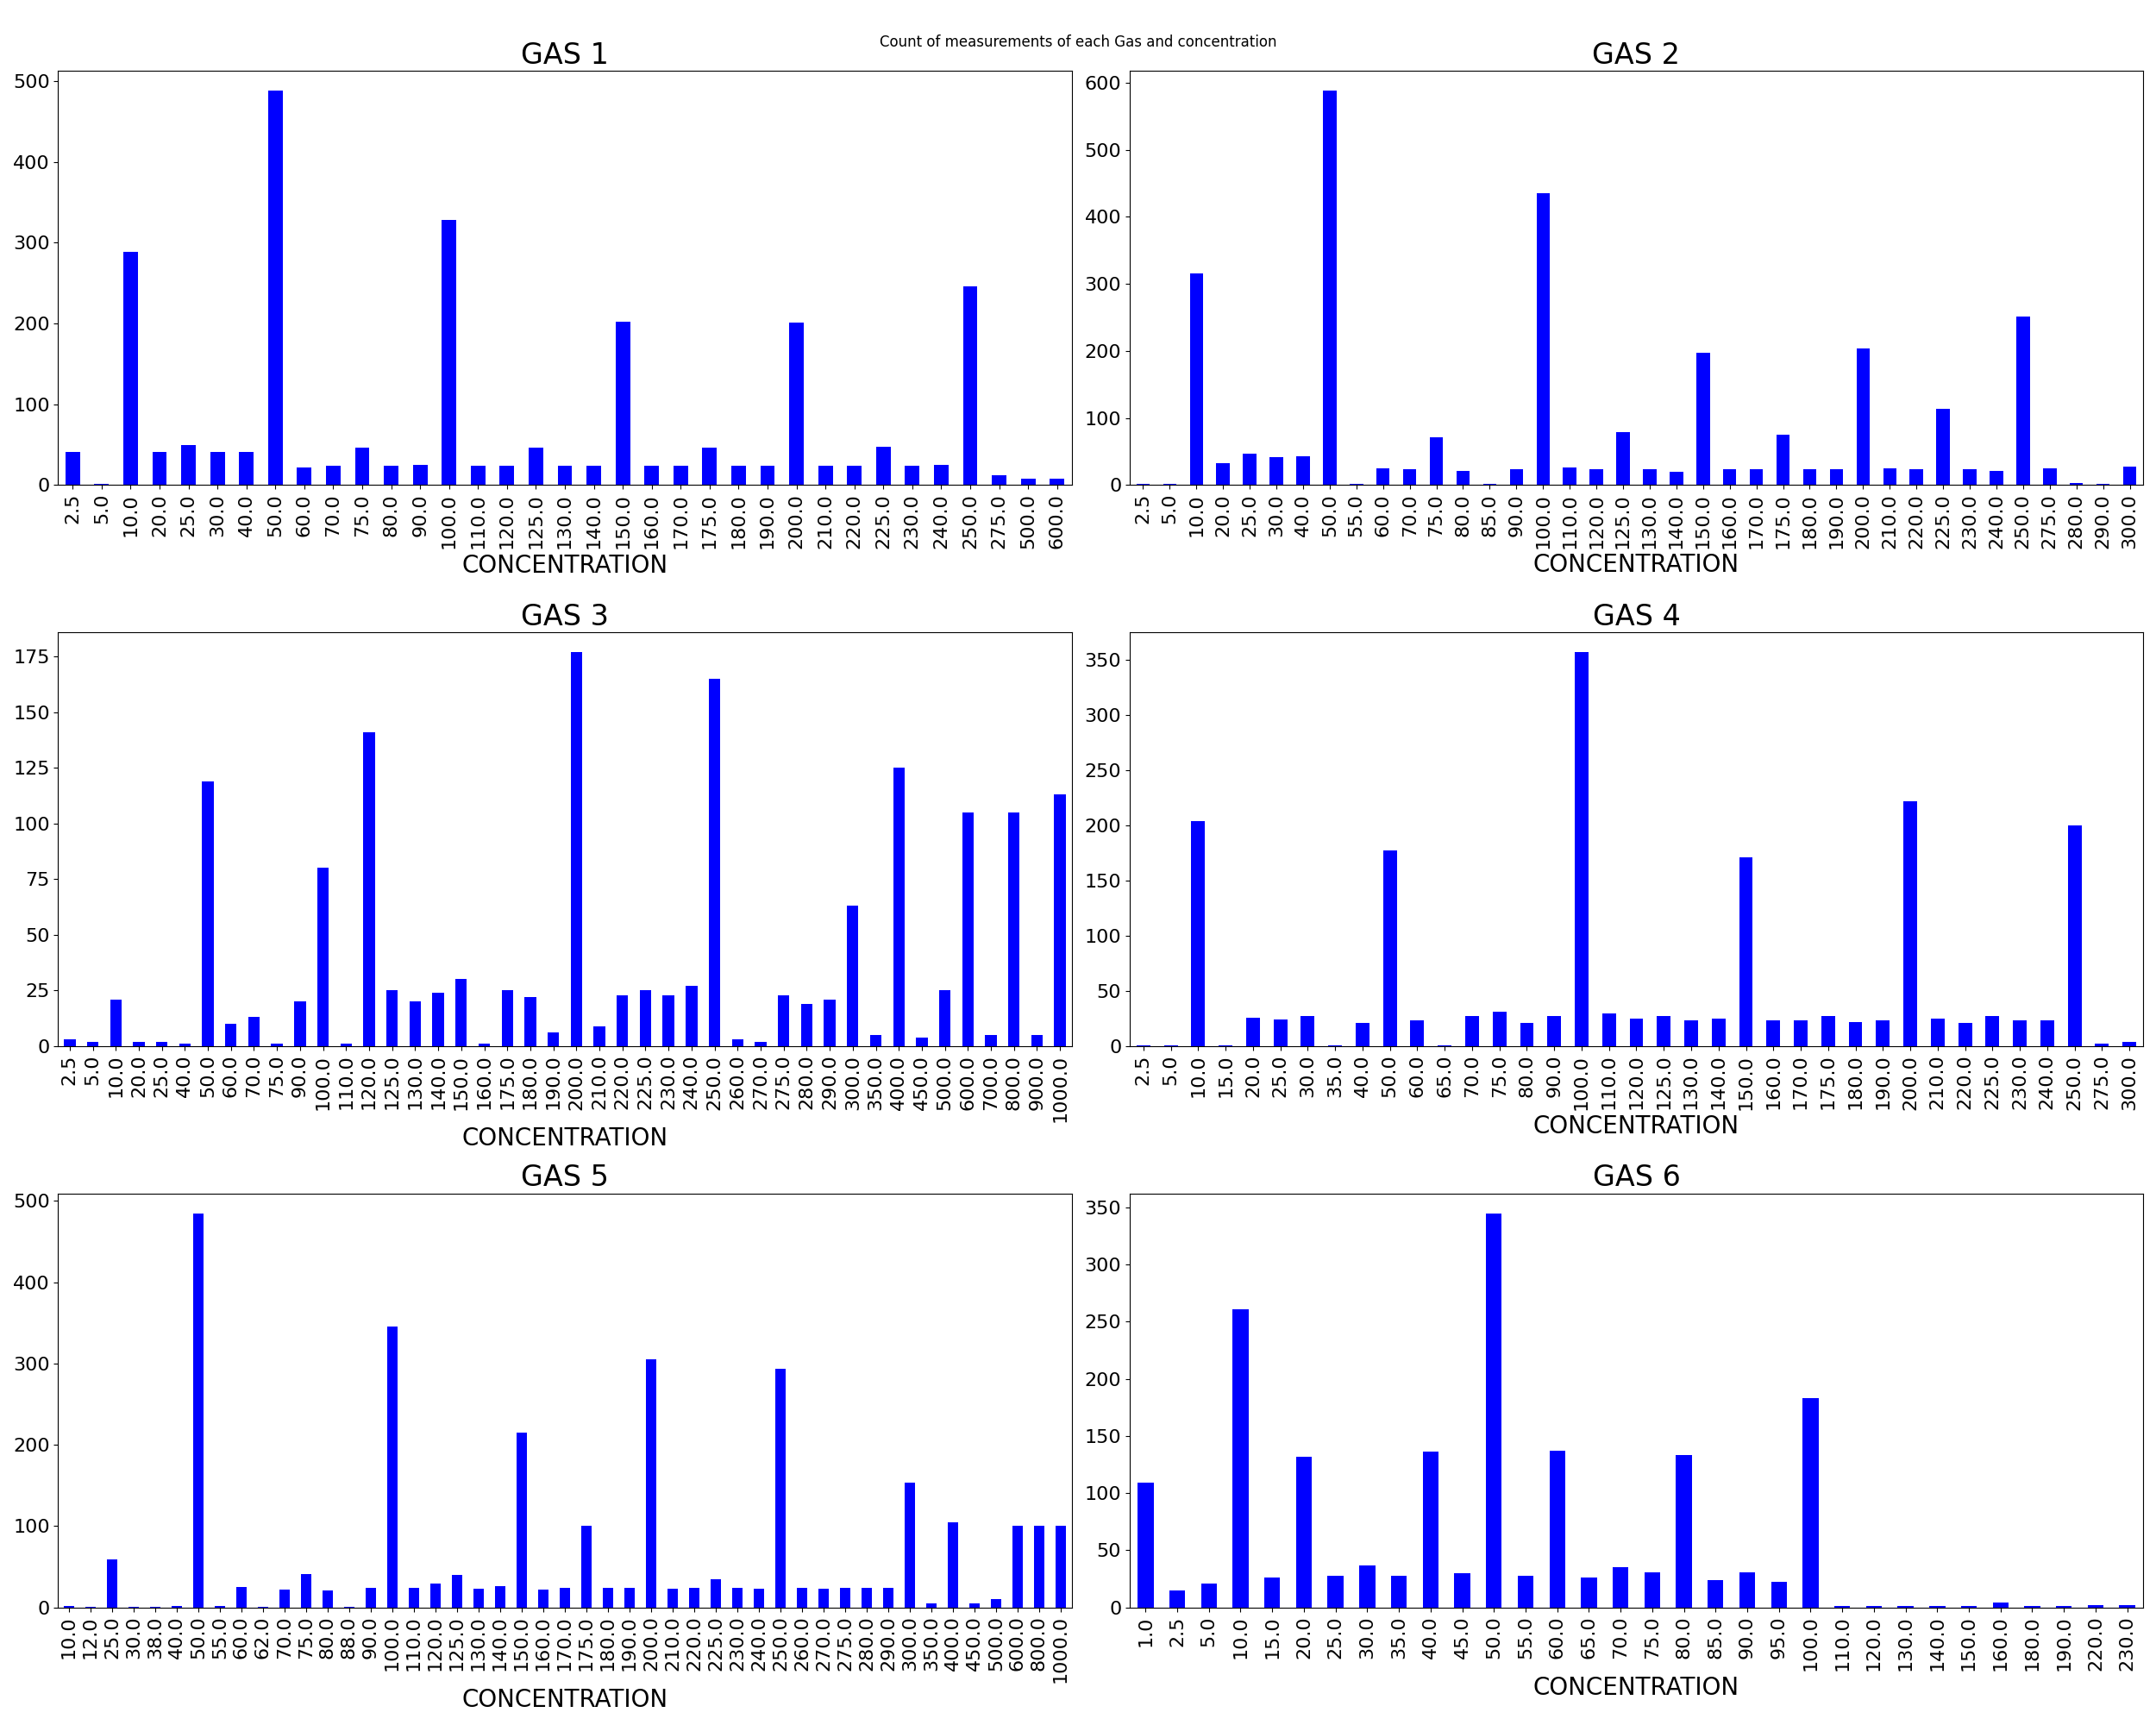 Count of measurements of each Gas and concentration
GAS 1
500
400
300
200
100
0
2.5 5.0 10.0 20.0 25.0 30.0 40.0 50.0 60.0 70.0 75.0 80.0 90.0 100.0 110.0 120.0 125.0 130.0 140.0 150.0 160.0 170.0 175.0 180.0 190.0 200.0 210.0 220.0 225.0 230.0 240.0 250.0 275.0 500.0 600.0
CONCENTRATION
GAS 2
600
500
400
300
200
100
0
2.5 5.0 10.0 20.0 25.0 30.0 40.0 50.0 55.0 60.0 70.0 75.0 80.0 85.0 90.0 100.0 110.0 120.0 125.0 130.0 140.0 150.0 160.0 170.0 175.0 180.0 190.0 200.0 210.0 220.0 225.0 230.0 240.0 250.0 275.0 280.0 290.0 300.0
CONCENTRATION
GAS 3
175
150
125
100
75
50
25
0
2.5 5.0 10.0 20.0 25.0 40.0 50.0 60.0 70.0 75.0 90.0 100.0 110.0 120.0 125.0 130.0 140.0 150.0 160.0 175.0 180.0 190.0 200.0 210.0 220.0 225.0 230.0 240.0 250.0 260.0 270.0 275.0 280.0 290.0 300.0 350.0 400.0 450.0 500.0 600.0 700.0 800.0 900.0 1000.0
CONCENTRATION
GAS 4
350
300
250
200
150
100
50
0
2.5 5.0 10.0 15.0 20.0 25.0 30.0 35.0 40.0 50.0 60.0 65.0 70.0 75.0 80.0 90.0 100.0 110.0 120.0 125.0 130.0 140.0 150.0 160.0 170.0 175.0 180.0 190.0 200.0 210.0 220.0 225.0 230.0 240.0 250.0 275.0 300.0
CONCENTRATION
GAS 5
500
400
300
200
100
0
10.0 12.0 25.0 30.0 38.0 40.0 50.0 55.0 60.0 62.0 70.0 75.0 80.0 88.0 90.0 100.0 110.0 120.0 125.0 130.0 140.0 150.0 160.0 170.0 175.0 180.0 190.0 200.0 210.0 220.0 225.0 230.0 240.0 250.0 260.0 270.0 275.0 280.0 290.0 300.0 350.0 400.0 450.0 500.0 600.0 800.0 1000.0
CONCENTRATION
GAS 6
350
300
250
200
150
100
50
0
1.0 2.5 5.0 10.0 15.0 20.0 25.0 30.0 35.0 40.0 45.0 50.0 55.0 60.0 65.0 70.0 75.0 80.0 85.0 90.0 95.0 100.0 110.0 120.0 130.0 140.0 150.0 160.0 180.0 190.0 220.0 230.0
CONCENTRATION